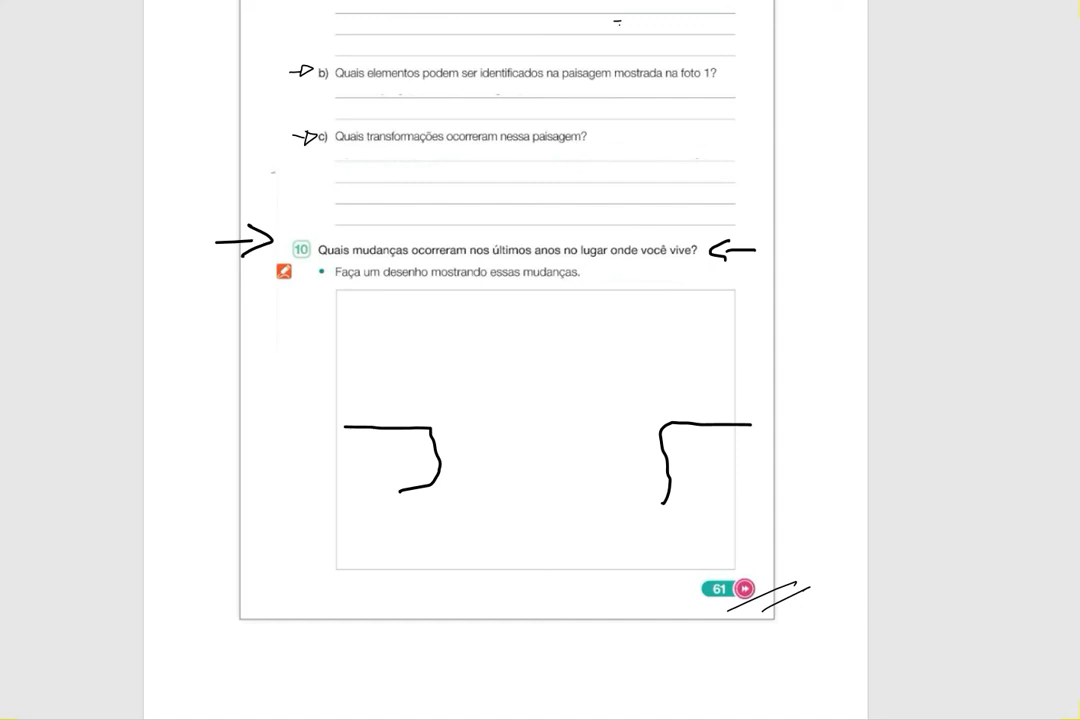 b) Quais elementos podem ser identificados na paisagem mostrada na foto 1?
c) Quais transformações ocorreram nessa paisagem?
10 Quais mudanças ocorreram nos últimos anos no lugar onde você vive?
• Faça um desenho mostrando essas mudanças.
61